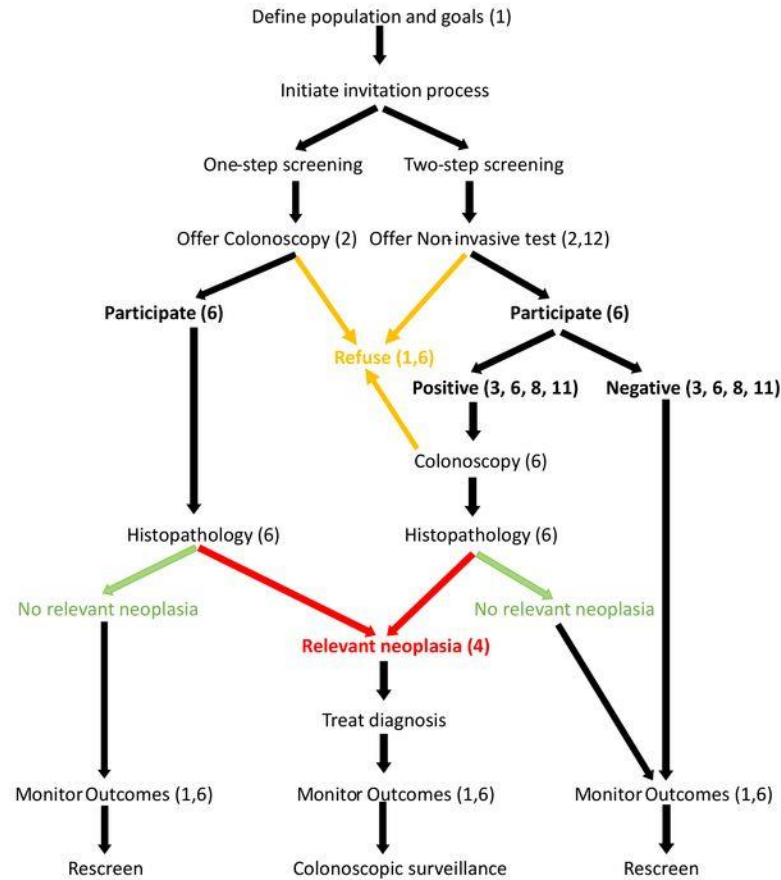 Define population and goals (1)
Initiate invitation process
One-step screening
Two-step screening
Offer Colonoscopy (2)
Offer Non-invasive test (2,12)
Participate (6)
Participate (6)
Refuse (1,6)
Positive (3, 6, 8, 11)
Negative (3, 6, 8, 11)
Colonoscopy (6)
Histopathology (6)
Histopathology (6)
No relevant neoplasia
No relevant neoplasia
Relevant neoplasia (4)
Treat diagnosis
Monitor Outcomes (1,6)
Monitor Outcomes (1,6)
Monitor Outcomes (1,6)
Rescreen
Colonoscopic surveillance
Rescreen